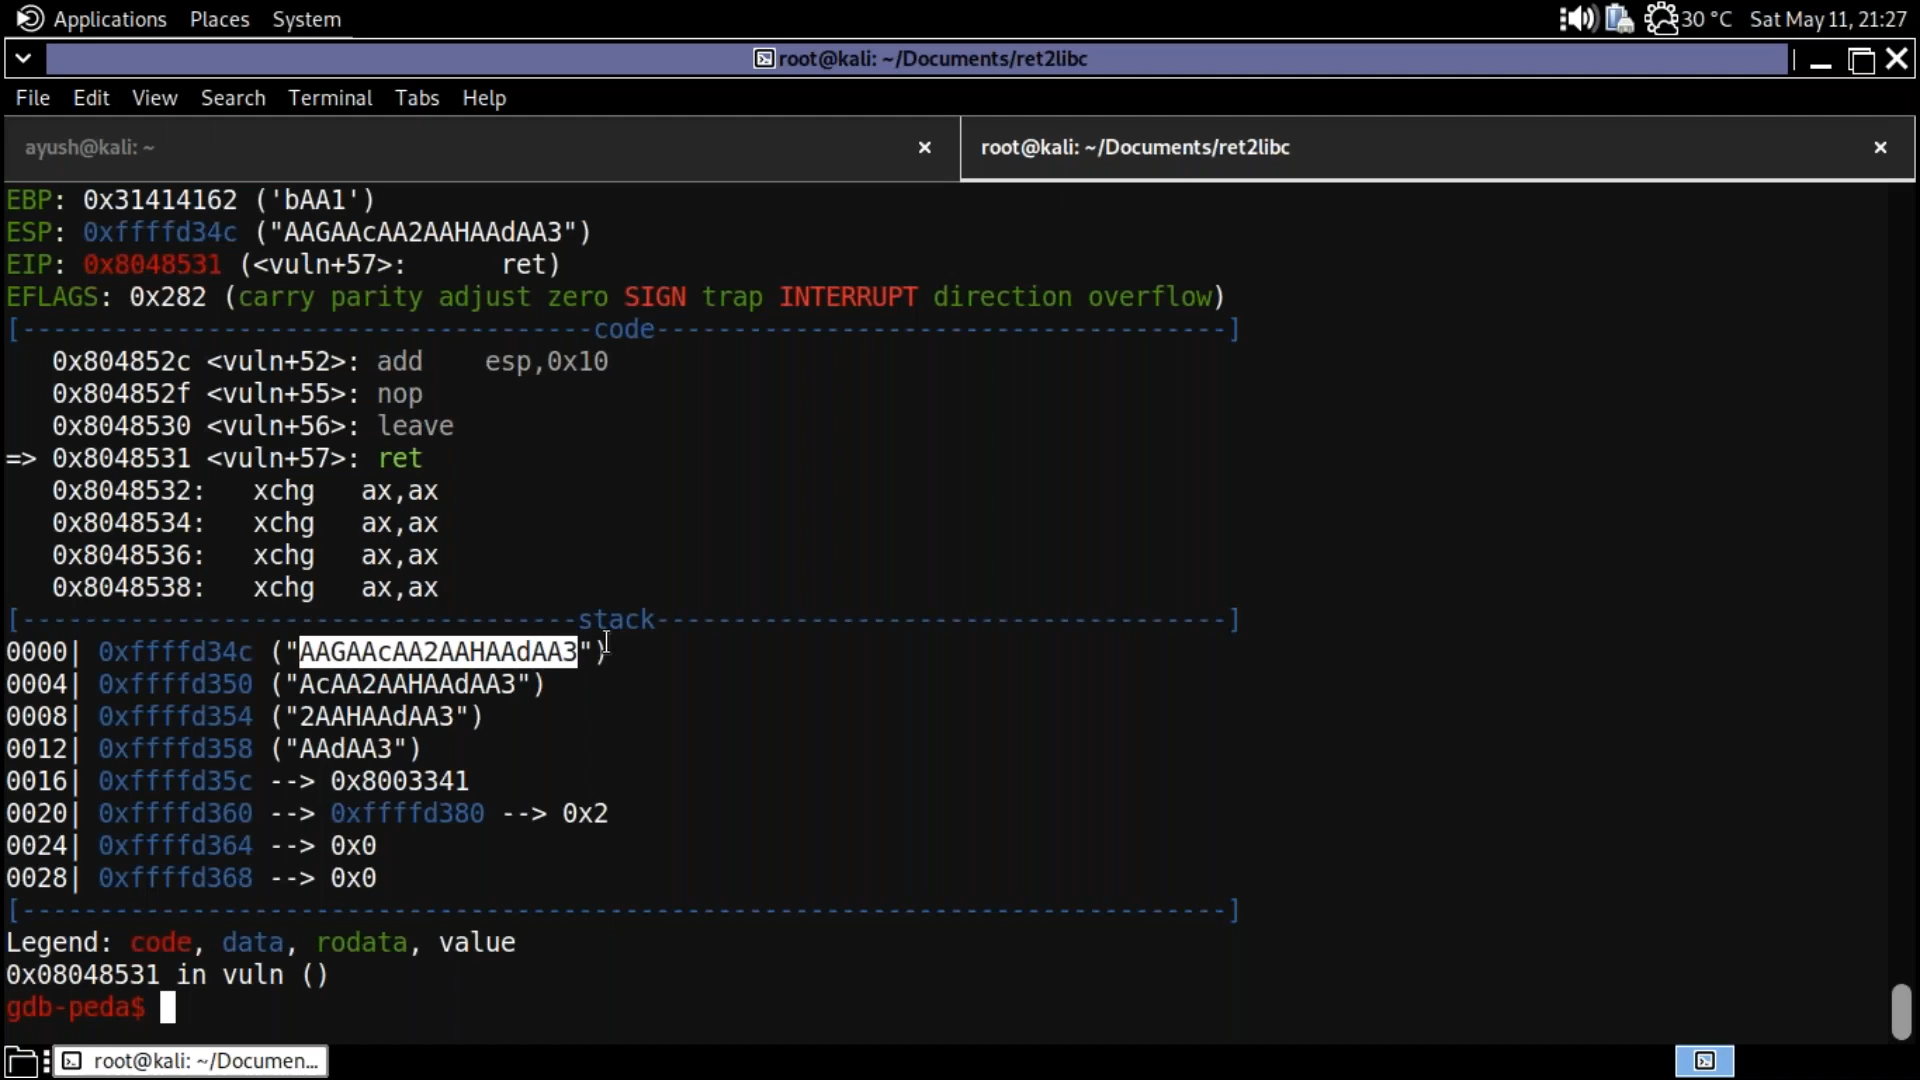 Applications Places System 30 °C Sat May 11, 21:27
root@kali: ~/Documents/ret2libc
File Edit View Search Terminal Tabs Help
ayush@kali: ~ × root@kali: ~/Documents/ret2libc ×
EBP: 0x31414162 ('bAA1')
ESP: 0xffffd34c ("AAGAAcAA2AAHAAdAA3")
EIP: 0x8048531 (<vuln+57>: ret)
EFLAGS: 0x282 (carry parity adjust zero SIGN trap INTERRUPT direction overflow)
[-------------------------------------code-------------------------------------]
0x804852c <vuln+52>: add esp,0x10
0x804852f <vuln+55>: nop
0x8048530 <vuln+56>: leave
=> 0x8048531 <vuln+57>: ret
0x8048532: xchg ax,ax
0x8048534: xchg ax,ax
0x8048536: xchg ax,ax
0x8048538: xchg ax,ax
[------------------------------------stack-------------------------------------]
0000| 0xffffd34c ("AAGAAcAA2AAHAAdAA3")
0004| 0xffffd350 ("AcAA2AAHAAdAA3")
0008| 0xffffd354 ("2AAHAAdAA3")
0012| 0xffffd358 ("AAdAA3")
0016| 0xffffd35c --> 0x8003341
0020| 0xffffd360 --> 0xffffd380 --> 0x2
0024| 0xffffd364 --> 0x0
0028| 0xffffd368 --> 0x0
[------------------------------------------------------------------------------]
Legend: code, data, rodata, value
0x08048531 in vuln ()
gdb-peda$
root@kali: ~/Documen...